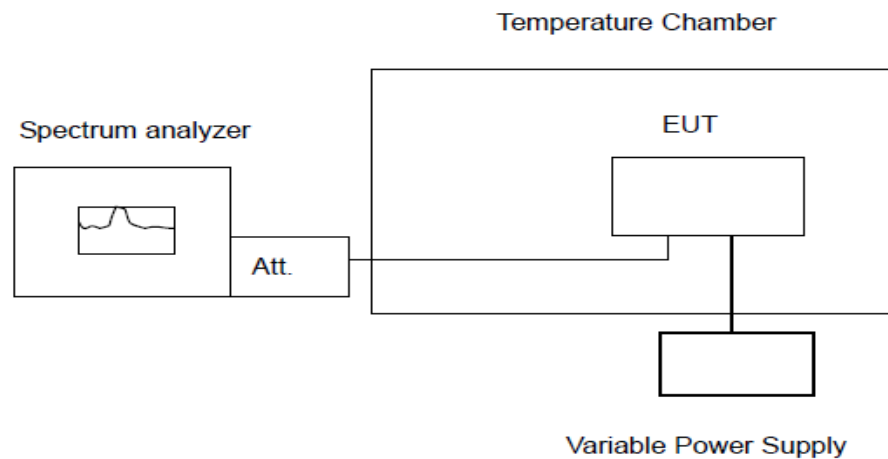 Temperature Chamber
Spectrum analyzer
EUT
Att.
Variable Power Supply